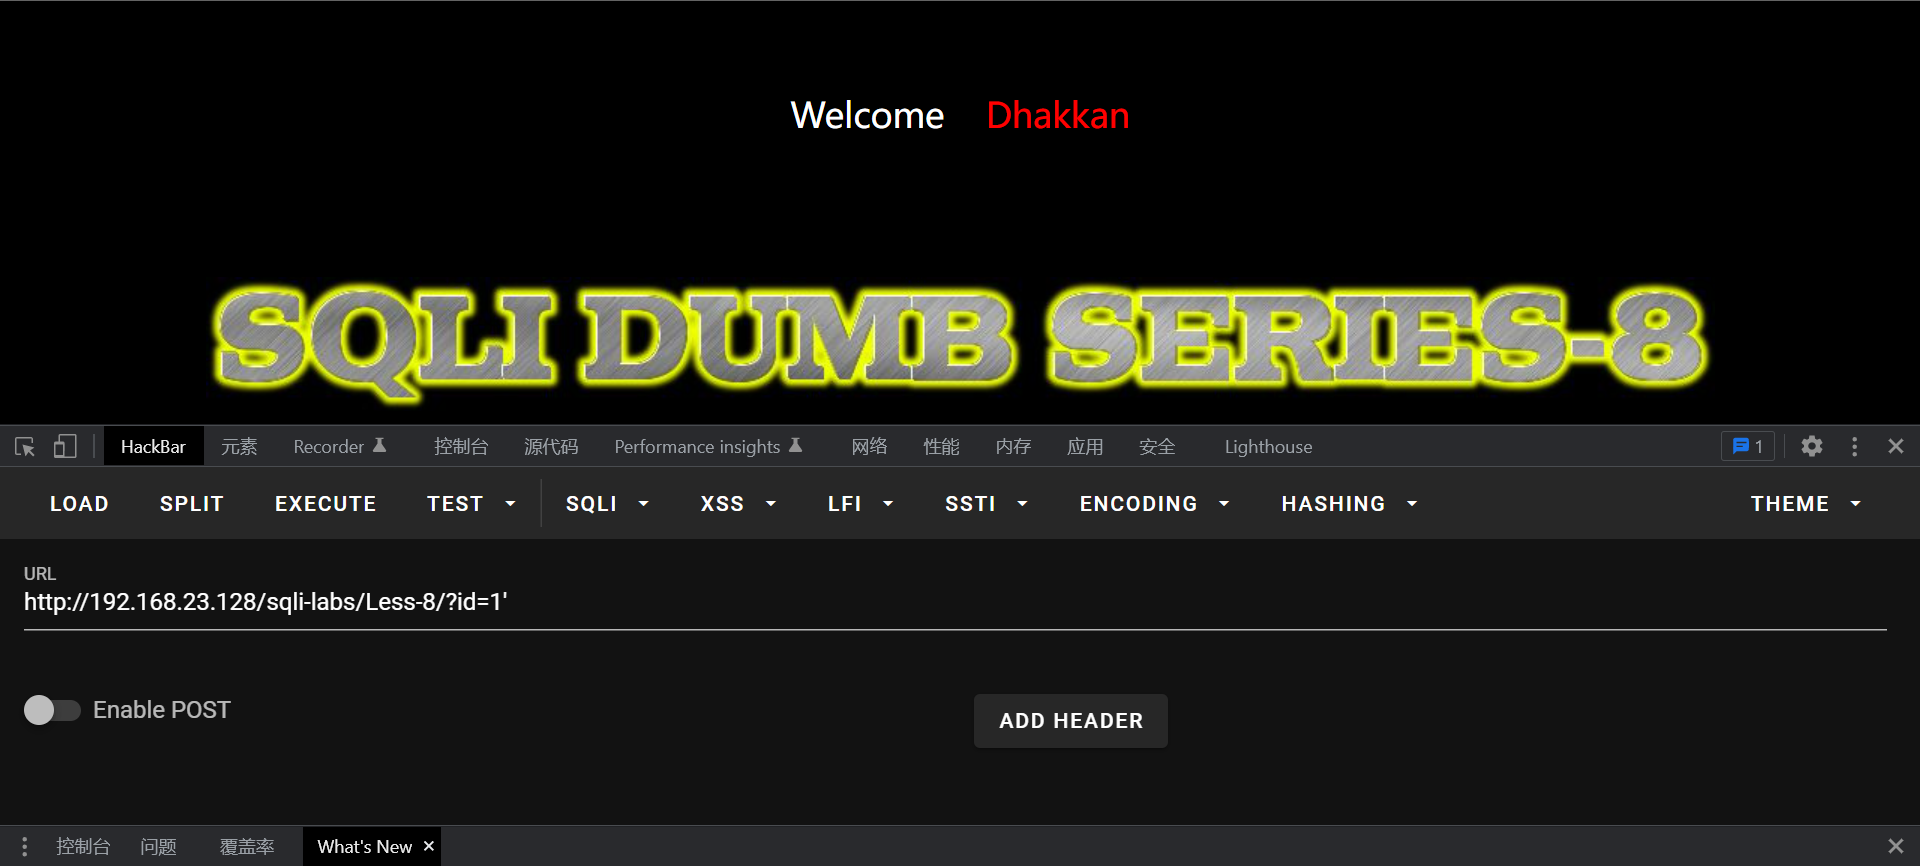 Welcome Dhakkan
SQLI DUMB SERIES-8
HackBar 元素 Recorder 控制台 源代码 Performance insights 网络 性能 内存 应用 安全 Lighthouse 1
LOAD SPLIT EXECUTE TEST SQLI XSS LFI SSTI ENCODING HASHING THEME
URL
http://192.168.23.128/sqli-labs/Less-8/?id=1'
Enable POST ADD HEADER
控制台 问题 覆盖率 What's New